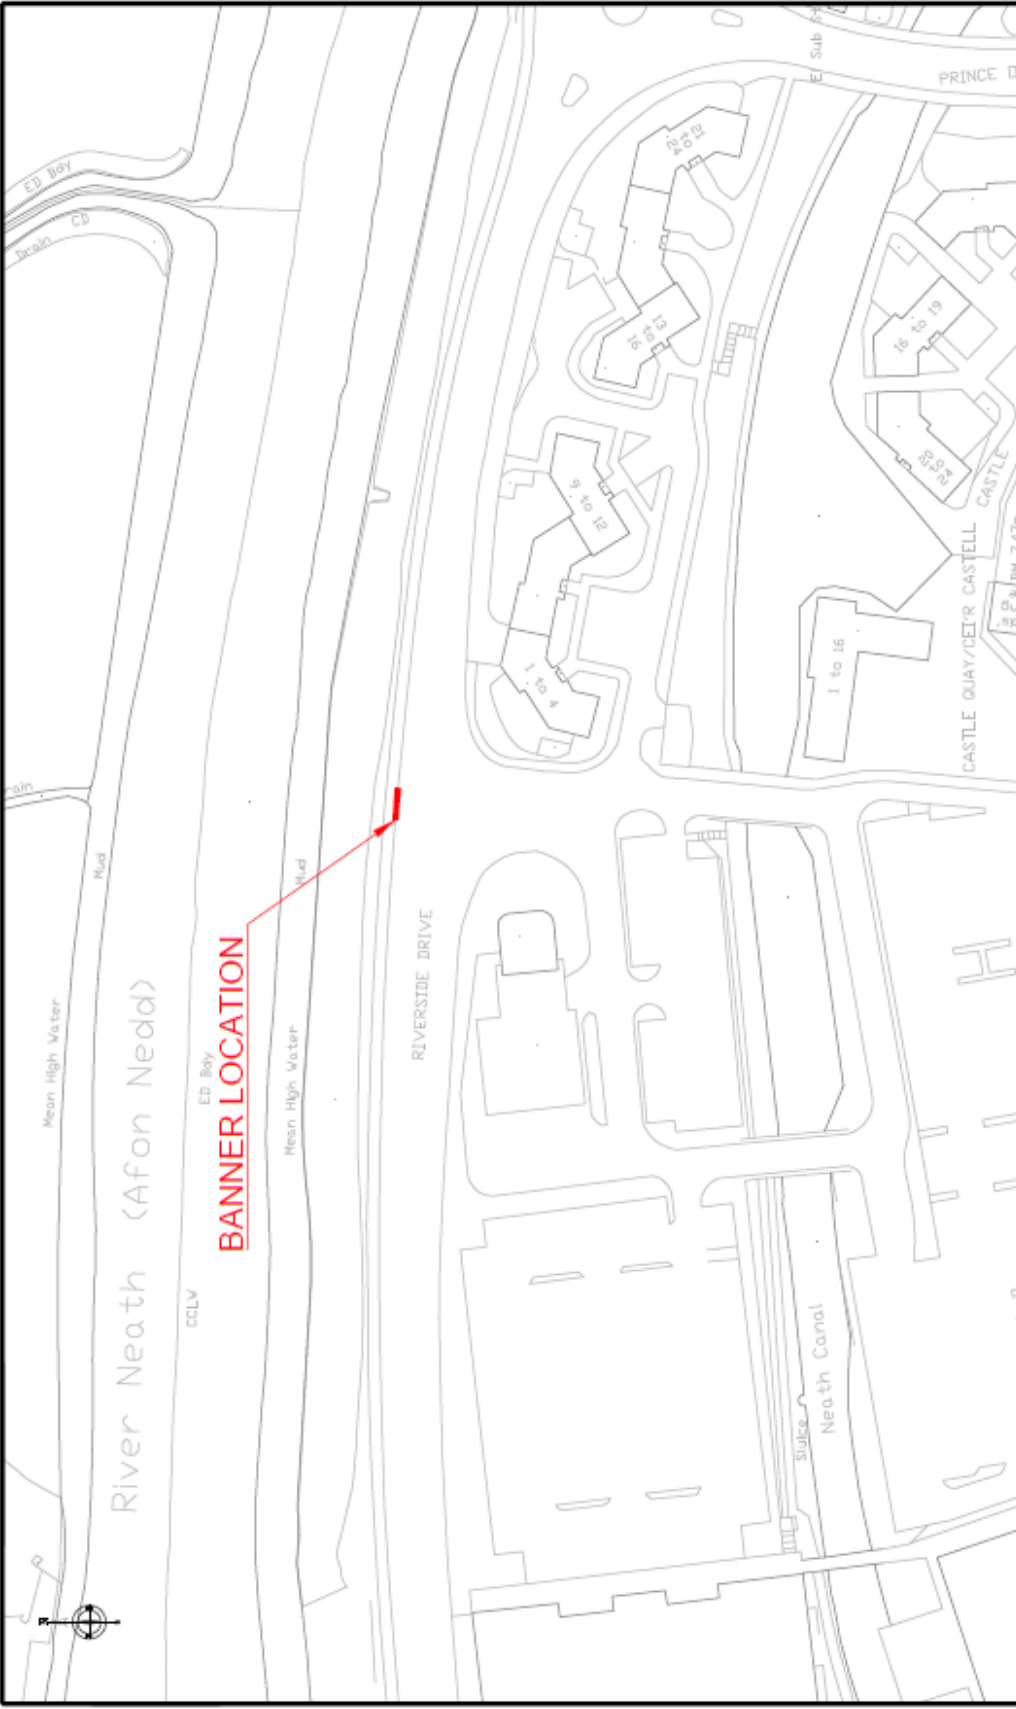 El Sub St
PRINCE D
ED Bdy
CD
Drain
21 to 24
13 to 16
16 to 19
9 to 12
20 to 24
CASTLE
CASTLE QUAY/CEI'R CASTELL
1 to 4
1 to 16
Mud
Mud
BANNER LOCATION
RIVERSIDE DRIVE
Mean High Water
River Neath (Afon Nedd)
ED Bdy
Mean High Water
CCLW
Neath Canal
Sluice
N